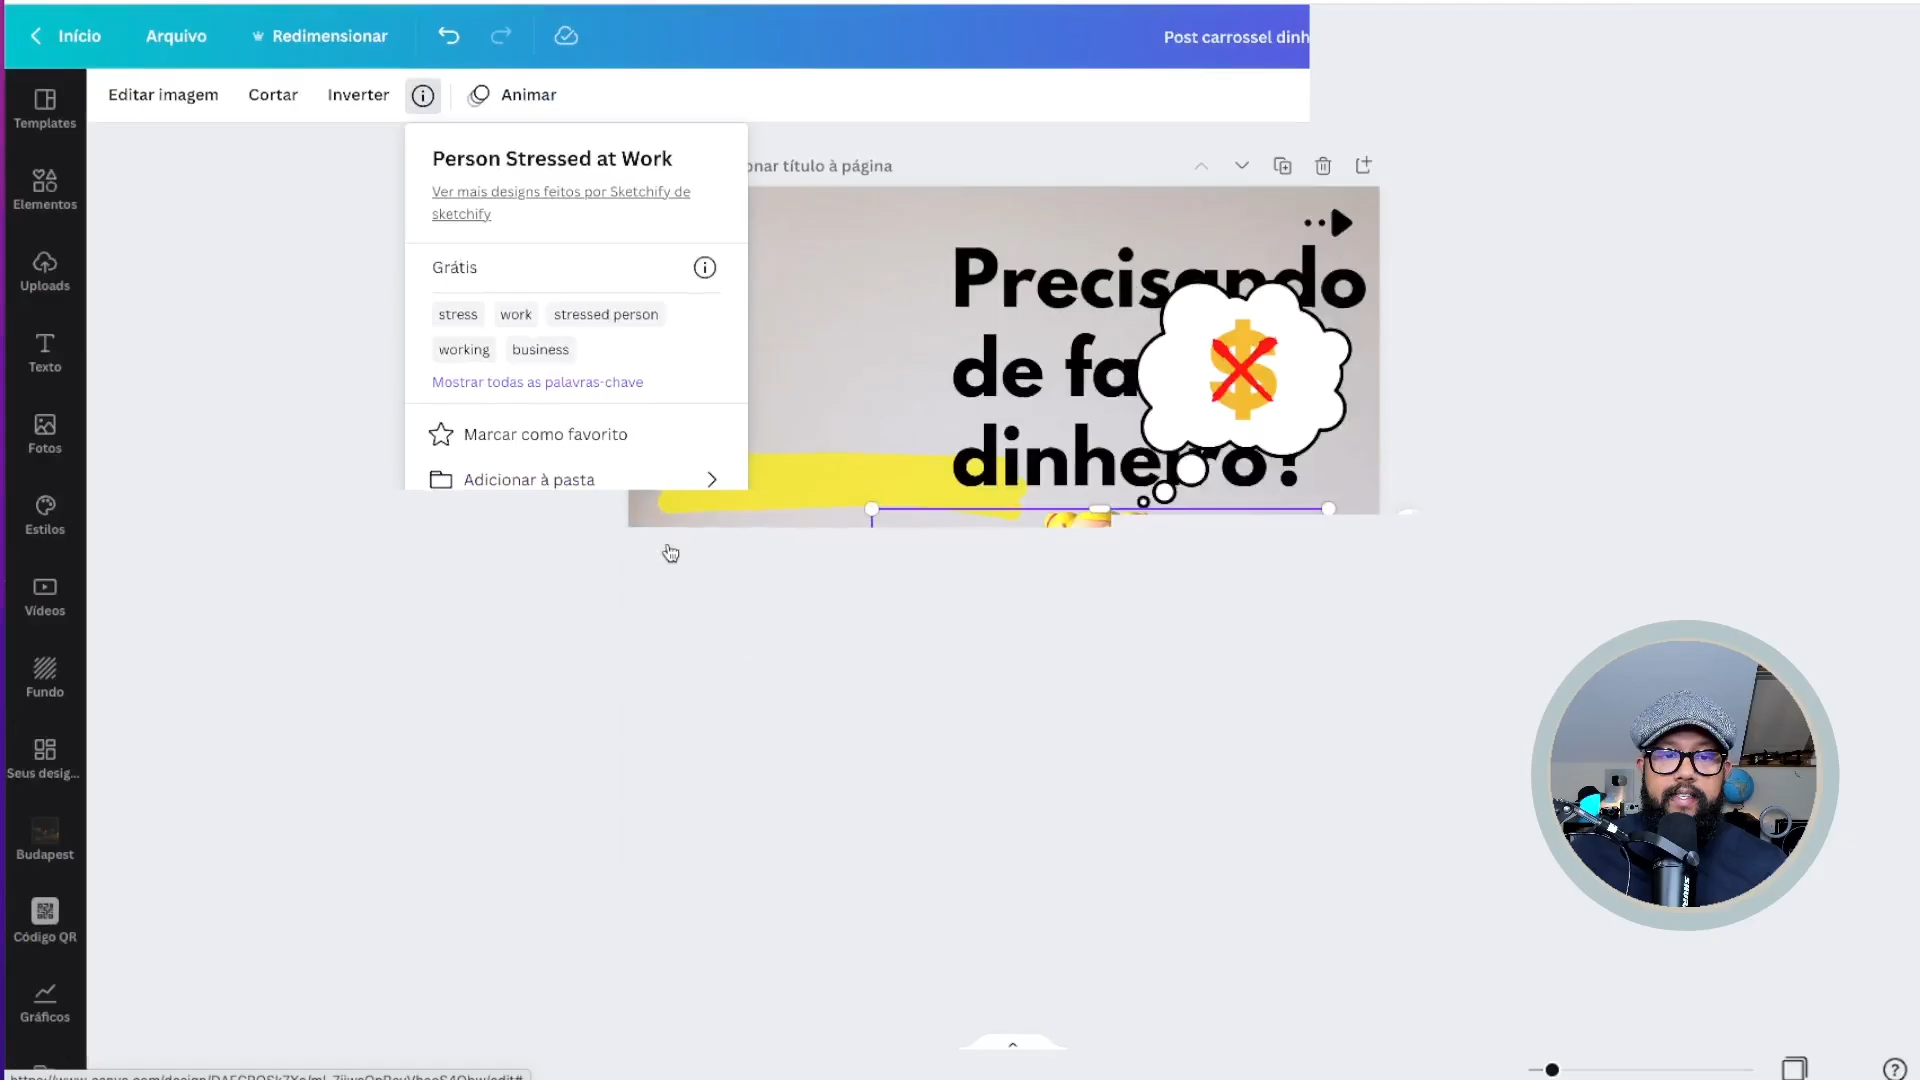 Início Arquivo Redimensionar Post carrossel dinh
Editar imagem Cortar Inverter Animar
Templates
Elementos
Uploads
Texto
Fotos
Estilos
Vídeos
Fundo
Seus desig...
Budapest
Código QR
Gráficos
Person Stressed at Work
Ver mais designs feitos por Sketchify de
sketchify
Grátis
stress work stressed person
working business
Mostrar todas as palavras-chave
Marcar como favorito
Adicionar à pasta
onar título à página
Precisando
de fa
dinheiro?